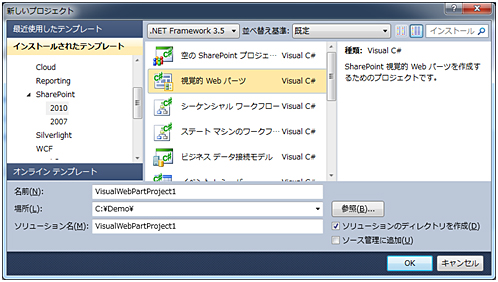 新しいプロジェクト
最近使用したテンプレート
インストールされたテンプレート
Cloud
Reporting
SharePoint
2010
2007
Silverlight
WCF
オンライン テンプレート
.NET Framework 3.5
並べ替え基準:
既定
インストール
空の SharePoint プロジェ… Visual C#
視覚的 Web パーツ Visual C#
シーケンシャル ワークフロー Visual C#
ステート マシンのワークフ… Visual C#
ビジネス データ接続モデル Visual C#
種類: Visual C#
SharePoint 視覚的 Web パーツを作成するためのプロジェクトです。
名前(N): VisualWebPartProject1
場所(L): C:¥Demo¥
参照(B)...
ソリューション名(M): VisualWebPartProject1
ソリューションのディレクトリを作成(D)
ソース管理に追加(U)
OK
キャンセル